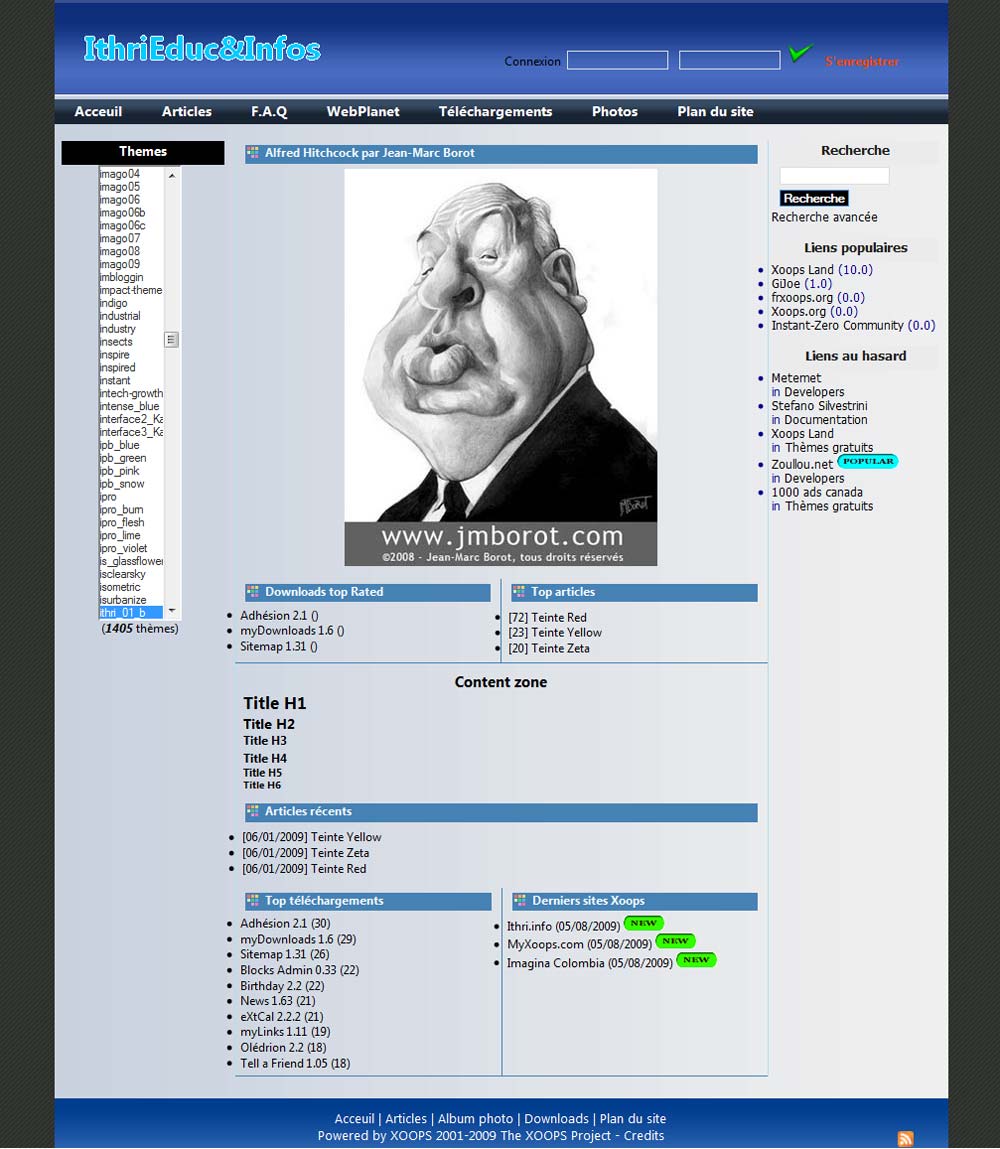 IthriEduc&Infos
Connexion
S'enregistrer
Acceuil Articles F.A.Q WebPlanet Téléchargements Photos Plan du site
Themes
imago04
imago05
imago06
imago06b
imago06c
imago07
imago08
imago09
imbloggin
impact-theme
indigo
industrial
industry
insects
inspire
inspired
instant
intech-growth
intense_blue
interface2_Ka
interface3_Ka
ipb_blue
ipb_green
ipb_pink
ipb_snow
ipro
ipro_burn
ipro_flesh
ipro_lime
ipro_violet
is_glassflower
isclearsky
isometric
isurbanize
ithri_01_b
(1405 thèmes)
Alfred Hitchcock par Jean-Marc Borot
www.jmborot.com
©2008 - Jean-Marc Borot, tous droits réservés
Downloads top Rated
Adhésion 2.1 ()
myDownloads 1.6 ()
Sitemap 1.31 ()
Top articles
[72] Teinte Red
[23] Teinte Yellow
[20] Teinte Zeta
Content zone
Title H1
Title H2
Title H3
Title H4
Title H5
Title H6
Articles récents
[06/01/2009] Teinte Yellow
[06/01/2009] Teinte Zeta
[06/01/2009] Teinte Red
Top téléchargements
Adhésion 2.1 (30)
myDownloads 1.6 (29)
Sitemap 1.31 (26)
Blocks Admin 0.33 (22)
Birthday 2.2 (22)
News 1.63 (21)
eXtCal 2.2.2 (21)
myLinks 1.11 (19)
Olédrion 2.2 (18)
Tell a Friend 1.05 (18)
Derniers sites Xoops
Ithri.info (05/08/2009) NEW
MyXoops.com (05/08/2009) NEW
Imagina Colombia (05/08/2009) NEW
Recherche
Recherche
Recherche avancée
Liens populaires
Xoops Land (10.0)
GiJoe (1.0)
frxoops.org (0.0)
Xoops.org (0.0)
Instant-Zero Community (0.0)
Liens au hasard
Metemet
in Developers
Stefano Silvestrini
in Documentation
Xoops Land
in Thèmes gratuits
Zoullou.net POPULAR
in Developers
1000 ads canada
in Thèmes gratuits
Acceuil | Articles | Album photo | Downloads | Plan du site
Powered by XOOPS 2001-2009 The XOOPS Project - Credits